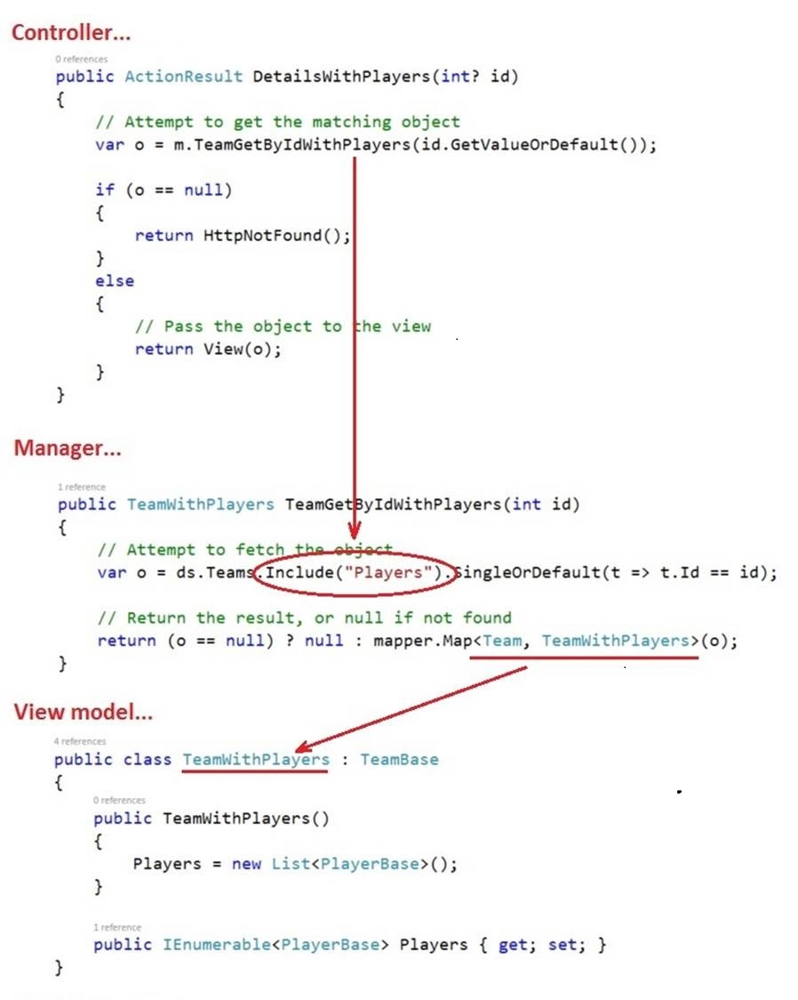 Controller...
0 references
public ActionResult DetailsWithPlayers(int? id)
{
// Attempt to get the matching object
var o = m.TeamGetByIdWithPlayers(id.GetValueOrDefault());
if (o == null)
{
return HttpNotFound();
}
else
{
// Pass the object to the view
return View(o);
}
}
Manager...
1 reference
public TeamWithPlayers TeamGetByIdWithPlayers(int id)
{
// Attempt to fetch the object
var o = ds.Teams.Include("Players").SingleOrDefault(t => t.Id == id);
// Return the result, or null if not found
return (o == null) ? null : mapper.Map<Team, TeamWithPlayers>(o);
}
View model...
4 references
public class TeamWithPlayers : TeamBase
{
0 references
public TeamWithPlayers()
{
Players = new List<PlayerBase>();
}
1 reference
public IEnumerable<PlayerBase> Players { get; set; }
}